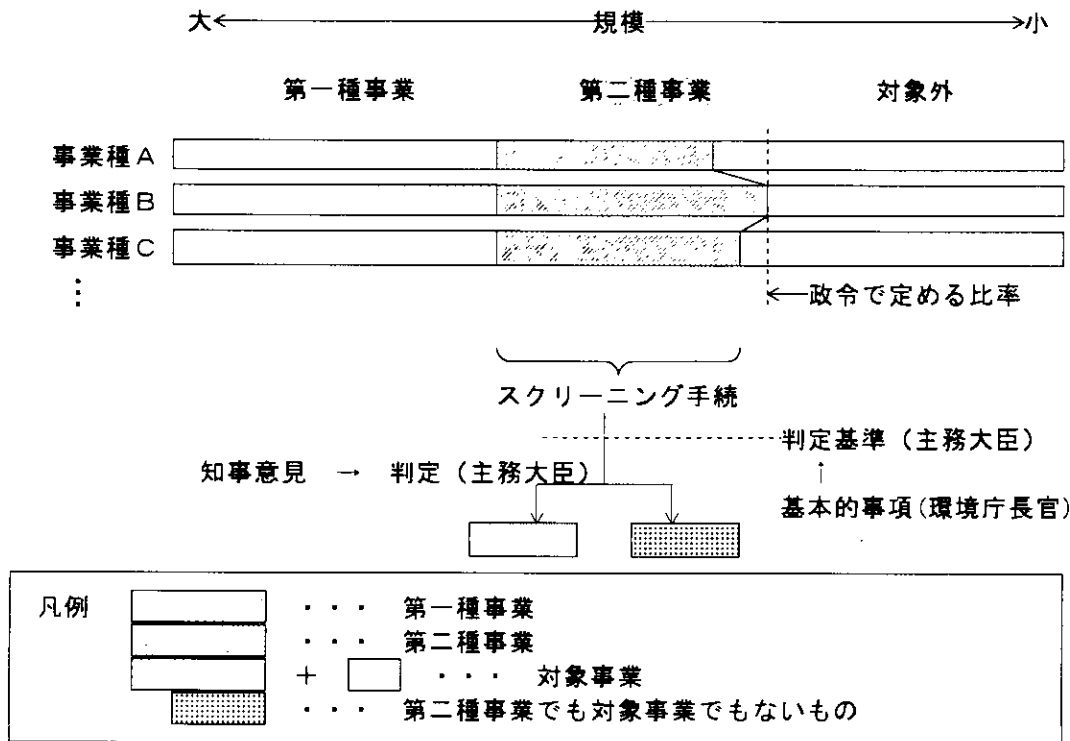 大←規模→小
第一種事業 第二種事業 対象外
事業種A
事業種B
事業種C
⋮
←政令で定める比率
スクリーニング手続
判定基準（主務大臣）
知事意見 → 判定（主務大臣）
↑
基本的事項(環境庁長官)
凡例 ・・・ 第一種事業
・・・ 第二種事業
＋ ・・・ 対象事業
・・・ 第二種事業でも対象事業でもないもの